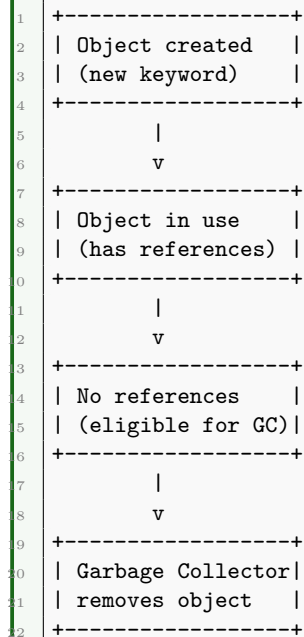 1 +------------------+
2 | Object created   |
3 | (new keyword)    |
4 +------------------+
5         |
6         v
7 +------------------+
8 | Object in use    |
9 | (has references) |
10 +------------------+
11         |
12         v
13 +------------------+
14 | No references    |
15 | (eligible for GC)|
16 +------------------+
17         |
18         v
19 +------------------+
20 | Garbage Collector|
21 | removes object   |
22 +------------------+